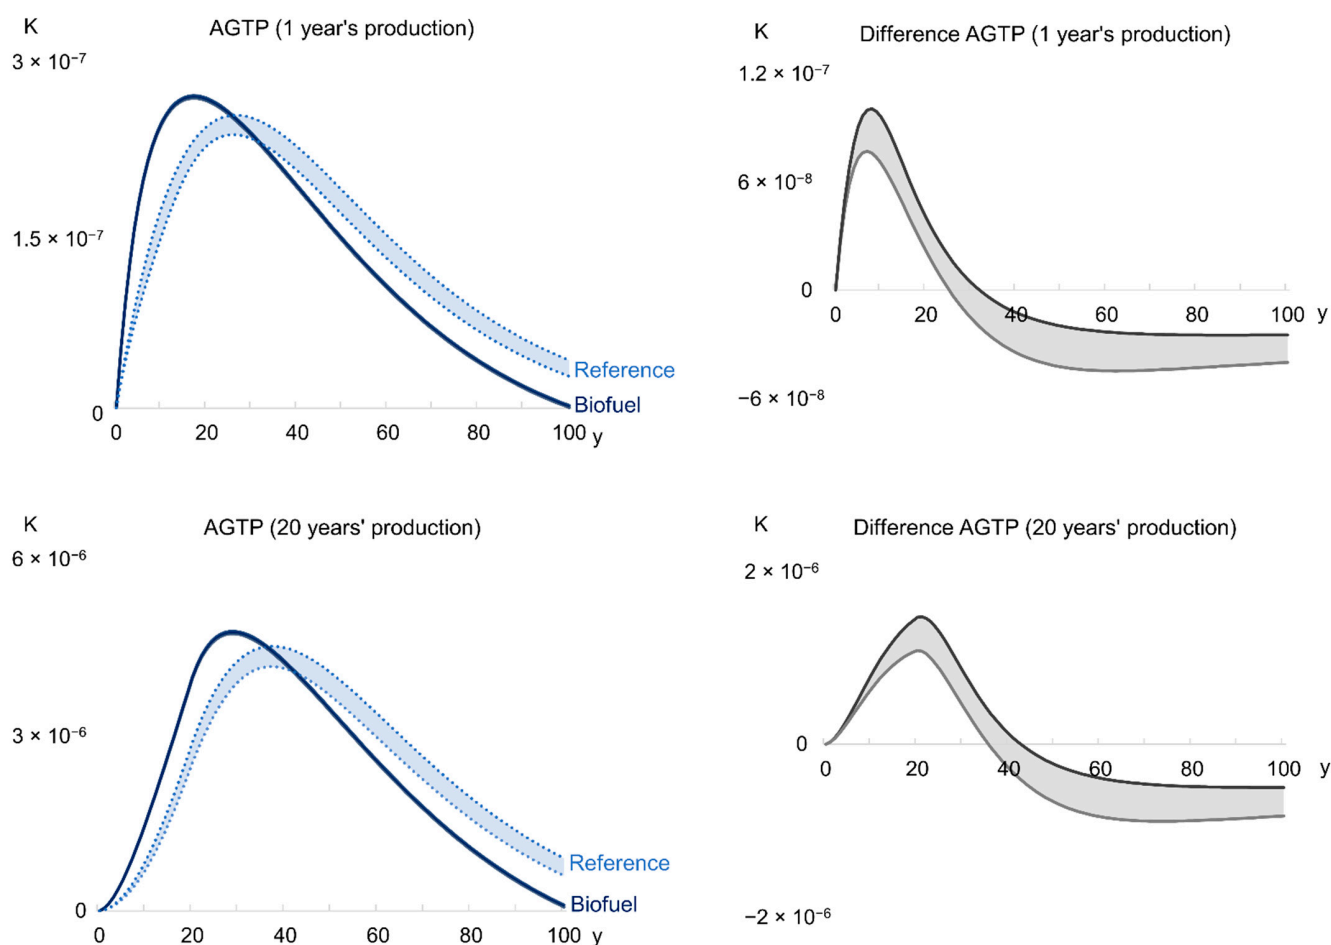 K
AGTP (1 year's production)
3 × 10⁻⁷
1.5 × 10⁻⁷
0
0 20 40 60 80 100 y
Reference
Biofuel
K
Difference AGTP (1 year's production)
1.2 × 10⁻⁷
6 × 10⁻⁸
0
0 20 40 60 80 100 y
−6 × 10⁻⁸
K
AGTP (20 years' production)
6 × 10⁻⁶
3 × 10⁻⁶
0
0 20 40 60 80 100 y
Reference
Biofuel
K
Difference AGTP (20 years' production)
2 × 10⁻⁶
0
0 20 40 60 80 100 y
−2 × 10⁻⁶